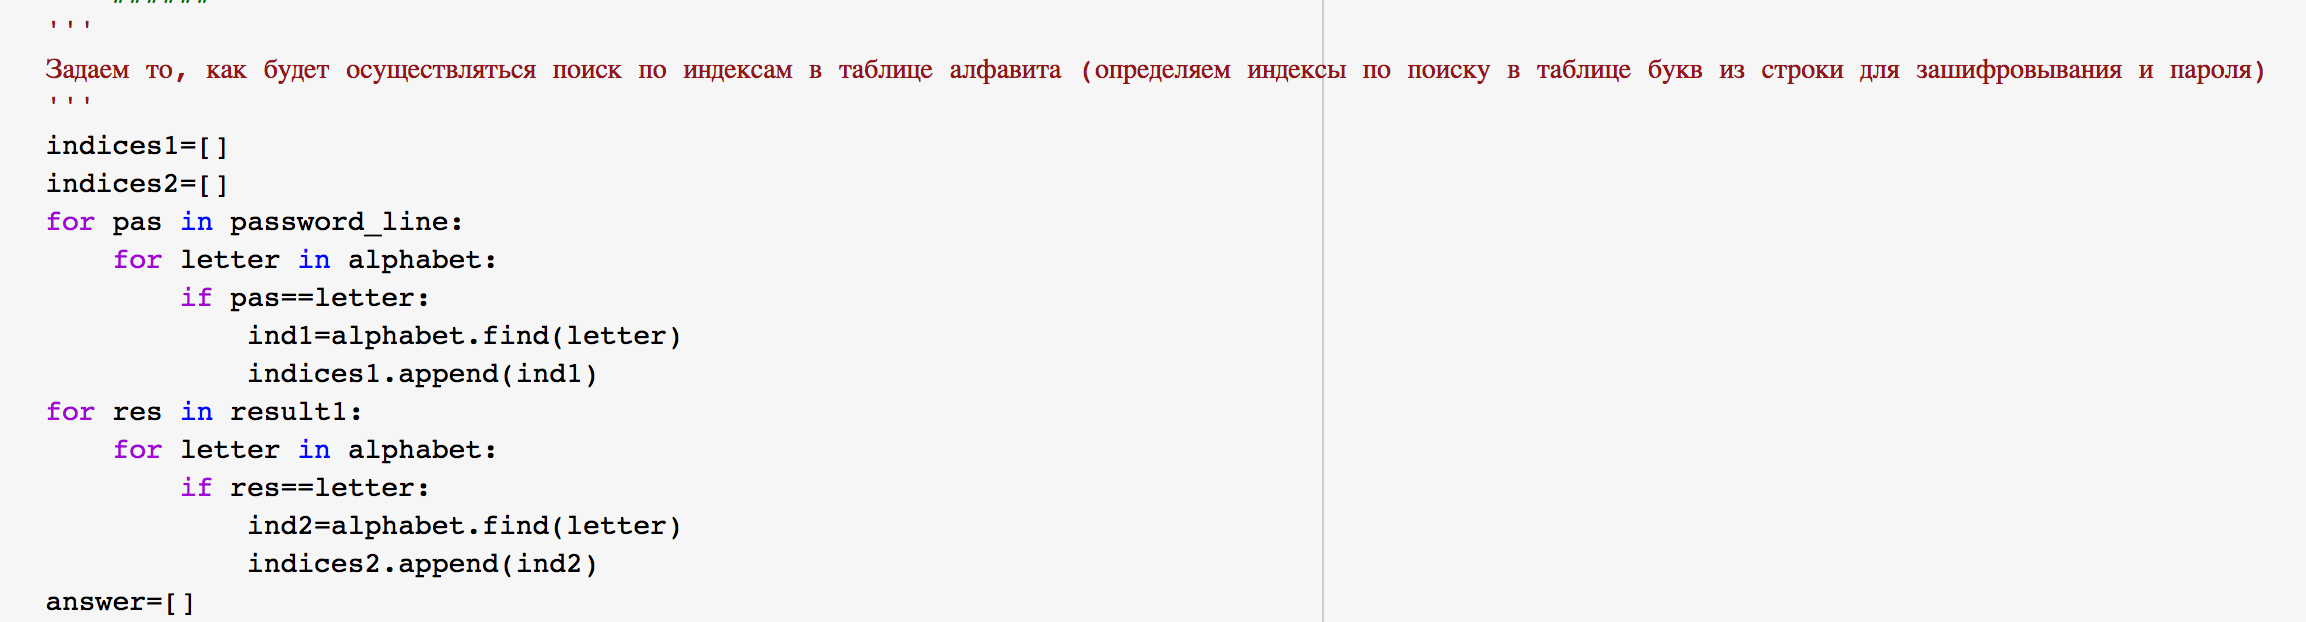 ######
'''
Задаем то, как будет осуществляться поиск по индексам в таблице алфавита (определяем индексы по поиску в таблице букв из строки для зашифровывания и пароля)
'''
indices1=[]
indices2=[]
for pas in password_line:
    for letter in alphabet:
        if pas==letter:
            ind1=alphabet.find(letter)
            indices1.append(ind1)
for res in result1:
    for letter in alphabet:
        if res==letter:
            ind2=alphabet.find(letter)
            indices2.append(ind2)
answer=[]